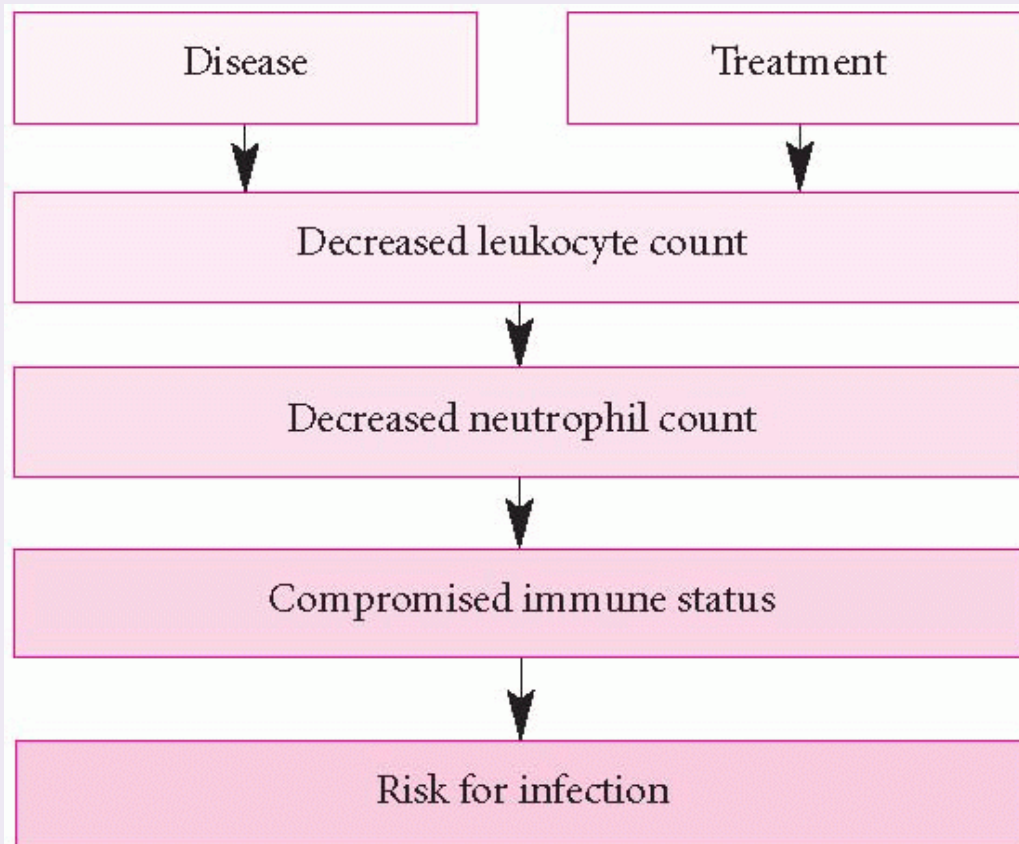 Disease
Treatment
Decreased leukocyte count
Decreased neutrophil count
Compromised immune status
Risk for infection